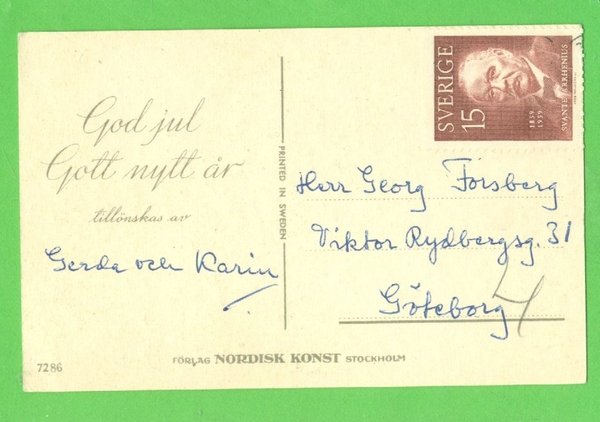 God jul
Gott nytt år
tillönskas av
Gerda och Karin
7286
PRINTED IN SWEDEN
FÖRLAG NORDISK KONST STOCKHOLM
SVERIGE
15
1859
1959
SVANTE ARRHENIUS
Herr Georg Forsberg
Viktor Rydbergsg. 31
Göteborg